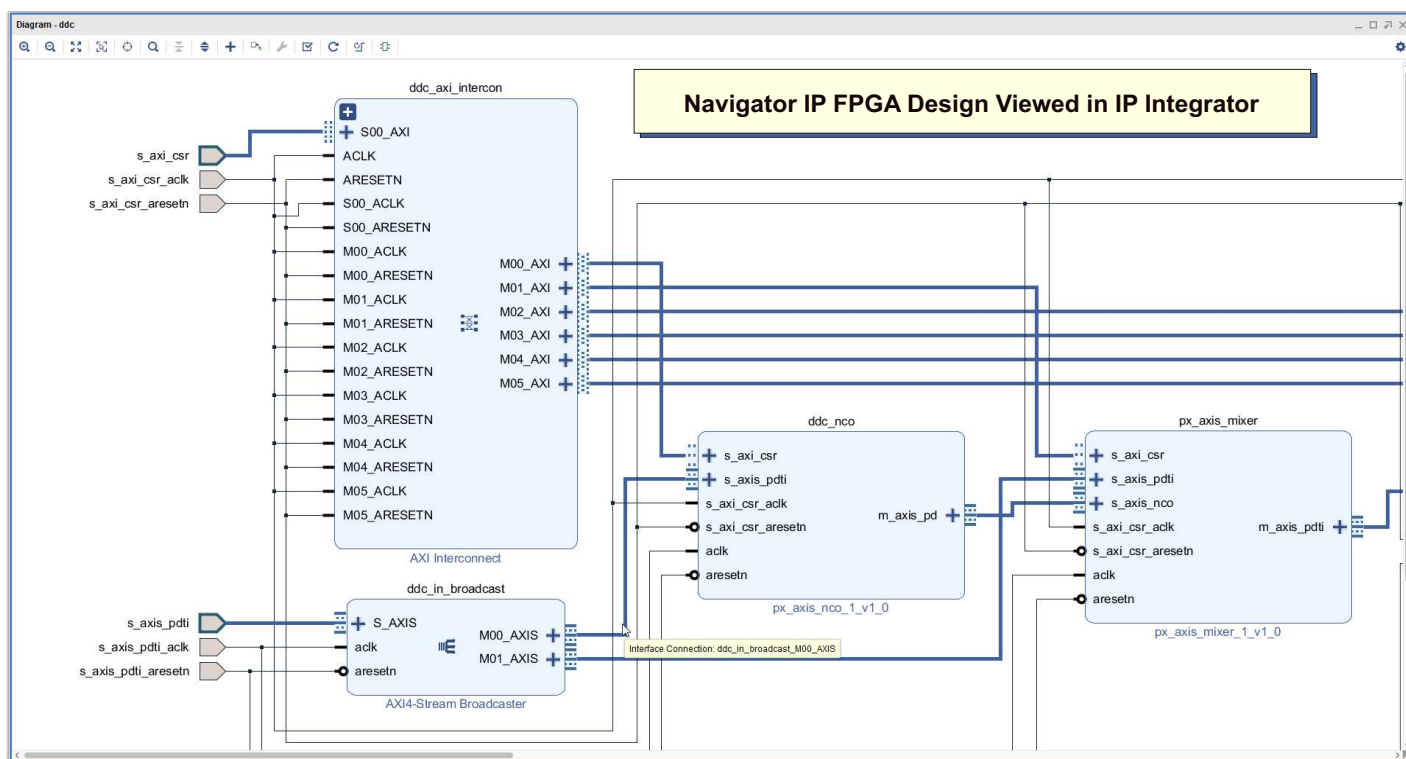 Diagram - ddc
Navigator IP FPGA Design Viewed in IP Integrator
ddc_axi_intercon
S00_AXI
ACLK
ARESETN
S00_ACLK
S00_ARESETN
M00_ACLK
M00_ARESETN
M01_ACLK
M01_ARESETN
M02_ACLK
M02_ARESETN
M03_ACLK
M03_ARESETN
M04_ACLK
M04_ARESETN
M05_ACLK
M05_ARESETN
M00_AXI
M01_AXI
M02_AXI
M03_AXI
M04_AXI
M05_AXI
AXI Interconnect
s_axi_csr
s_axi_csr_aclk
s_axi_csr_aresetn
ddc_nco
s_axi_csr
s_axis_pdti
s_axi_csr_aclk
s_axi_csr_aresetn
aclk
aresetn
m_axis_pd
px_axis_nco_1_v1_0
px_axis_mixer
s_axi_csr
s_axis_pdti
s_axis_nco
s_axi_csr_aclk
s_axi_csr_aresetn
aclk
aresetn
m_axis_pdti
px_axis_mixer_1_v1_0
s_axis_pdti
s_axis_pdti_aclk
s_axis_pdti_aresetn
ddc_in_broadcast
S_AXIS
aclk
aresetn
M00_AXIS
M01_AXIS
AXI4-Stream Broadcaster
Interface Connection: ddc_in_broadcast_M00_AXIS